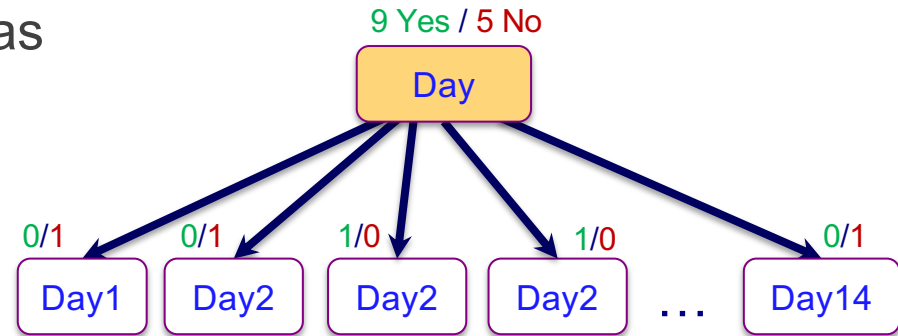 as
9 Yes / 5 No
Day
0/1 0/1 1/0 1/0 0/1
Day1 Day2 Day2 Day2 ... Day14